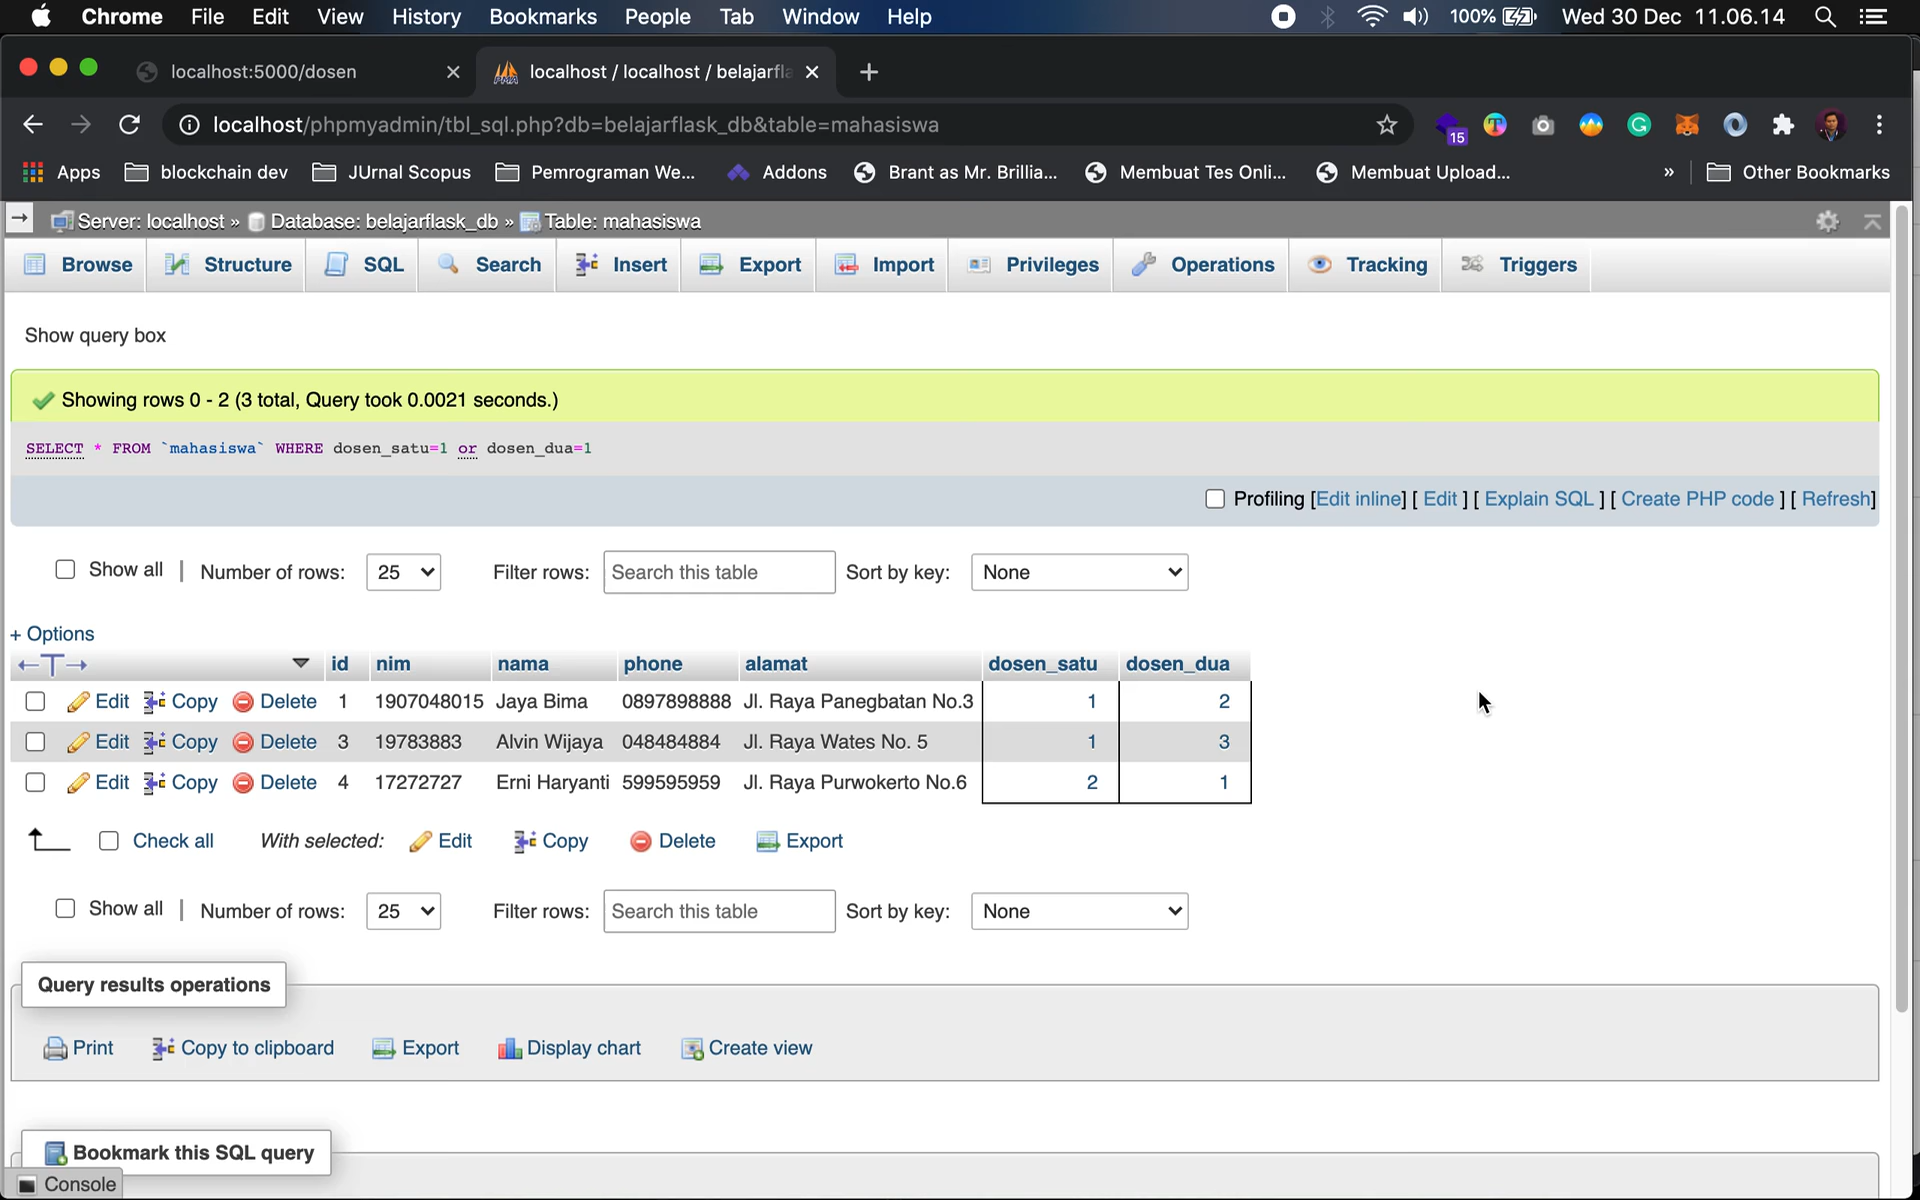 Chrome File Edit View History Bookmarks People Tab Window Help 100% Wed 30 Dec 11.06.14
localhost:5000/dosen localhost / localhost / belajarfla
localhost/phpmyadmin/tbl_sql.php?db=belajarflask_db&table=mahasiswa 15
Apps blockchain dev JUrnal Scopus Pemrograman We... Addons Brant as Mr. Brillia... Membuat Tes Onli... Membuat Upload... » Other Bookmarks
Server: localhost » Database: belajarflask_db » Table: mahasiswa
Browse Structure SQL Search Insert Export Import Privileges Operations Tracking Triggers
Show query box
Showing rows 0 - 2 (3 total, Query took 0.0021 seconds.)
SELECT * FROM `mahasiswa` WHERE dosen_satu=1 or dosen_dua=1
Profiling [Edit inline] [ Edit ] [ Explain SQL ] [ Create PHP code ] [ Refresh]
Show all | Number of rows: 25 Filter rows: Search this table Sort by key: None
+ Options
←T→ id nim nama phone alamat dosen_satu dosen_dua
Edit Copy Delete 1 1907048015 Jaya Bima 0897898888 Jl. Raya Panegbatan No.3 1 2
Edit Copy Delete 3 19783883 Alvin Wijaya 048484884 Jl. Raya Wates No. 5 1 3
Edit Copy Delete 4 17272727 Erni Haryanti 599595959 Jl. Raya Purwokerto No.6 2 1
Check all With selected: Edit Copy Delete Export
Show all | Number of rows: 25 Filter rows: Search this table Sort by key: None
Query results operations
Print Copy to clipboard Export Display chart Create view
Bookmark this SQL query
Console